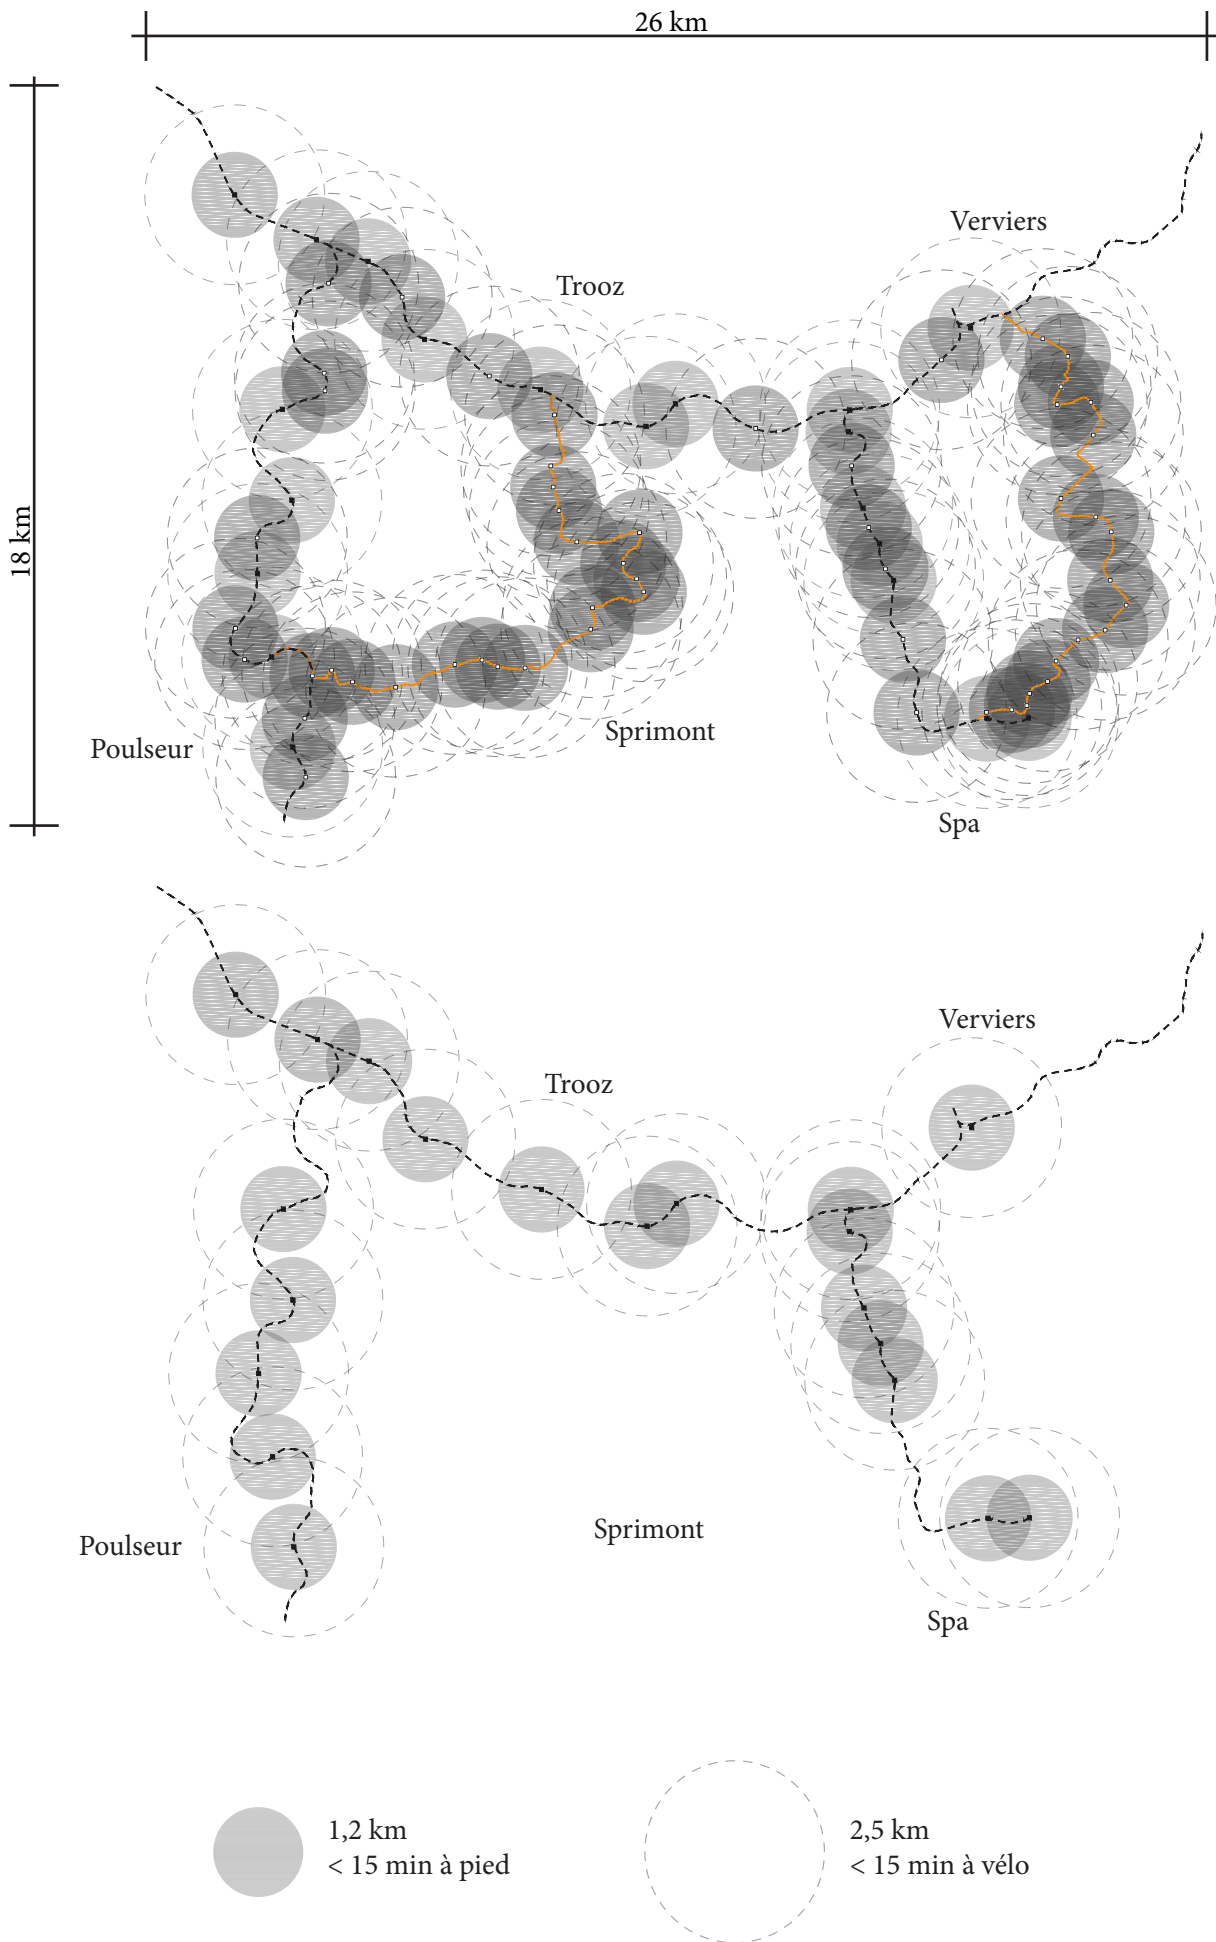 26 km
Verviers
Trooz
18 km
Sprimont
Poulseur
Spa
Verviers
Trooz
Sprimont
Poulseur
Spa
1,2 km
< 15 min à pied
2,5 km
< 15 min à vélo